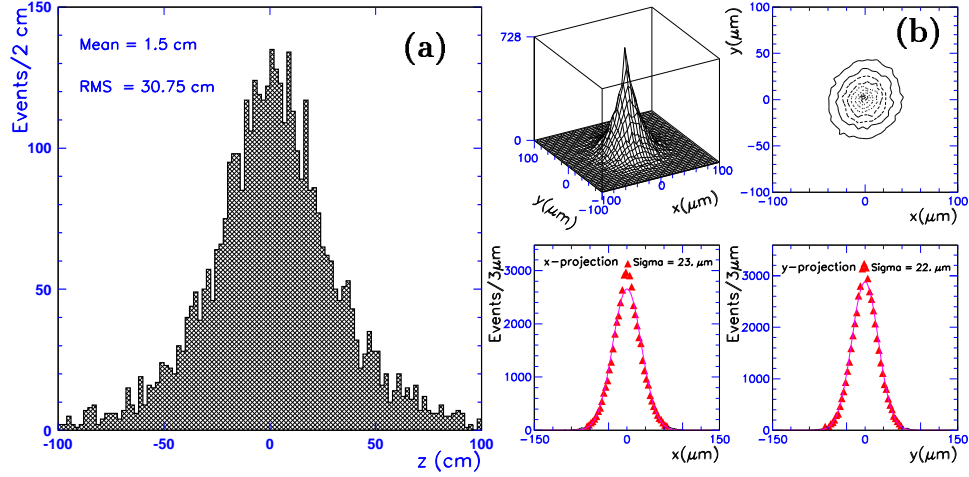 Events/2 cm
Mean = 1.5 cm
RMS = 30.75 cm
(a)
150
100
50
0
-100 -50 0 50 100
z (cm)
728
0
100
0
-100
y(μm)
-100
0
100
x(μm)
(b)
y(μm)
100
50
0
-50
-100
-100 0 100
x(μm)
Events/3μm
x-projection Sigma = 23. μm
3000
2000
1000
0
-150 0 150
x(μm)
Events/3μm
y-projection Sigma = 22. μm
3000
2000
1000
0
-150 0 150
y(μm)